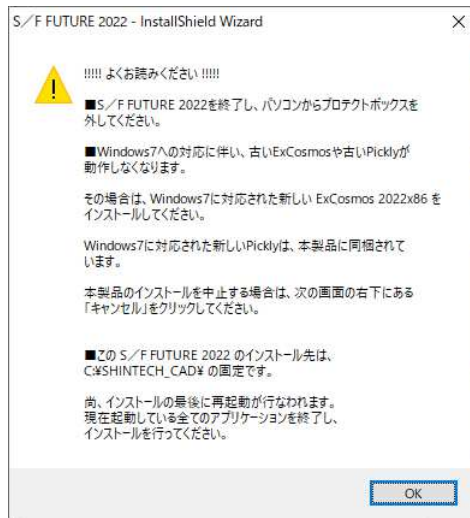 S／F FUTURE 2022 - InstallShield Wizard
!!!!! よくお読みください !!!!!
■S／F FUTURE 2022を終了し、パソコンからプロテクトボックスを
外してください。
■Windows7への対応に伴い、古いExCosmosや古いPicklyが
動作しなくなります。
その場合は、Windows7に対応された新しい ExCosmos 2022x86 を
インストールしてください。
Windows7に対応された新しいPicklyは、本製品に同梱されて
います。
本製品のインストールを中止する場合は、次の画面の右下にある
「キャンセル」をクリックしてください。
■この S／F FUTURE 2022 のインストール先は、
C:¥SHINTECH_CAD¥ の固定です。
尚、インストールの最後に再起動が行なわれます。
現在起動している全てのアプリケーションを終了し、
インストールを行ってください。
OK